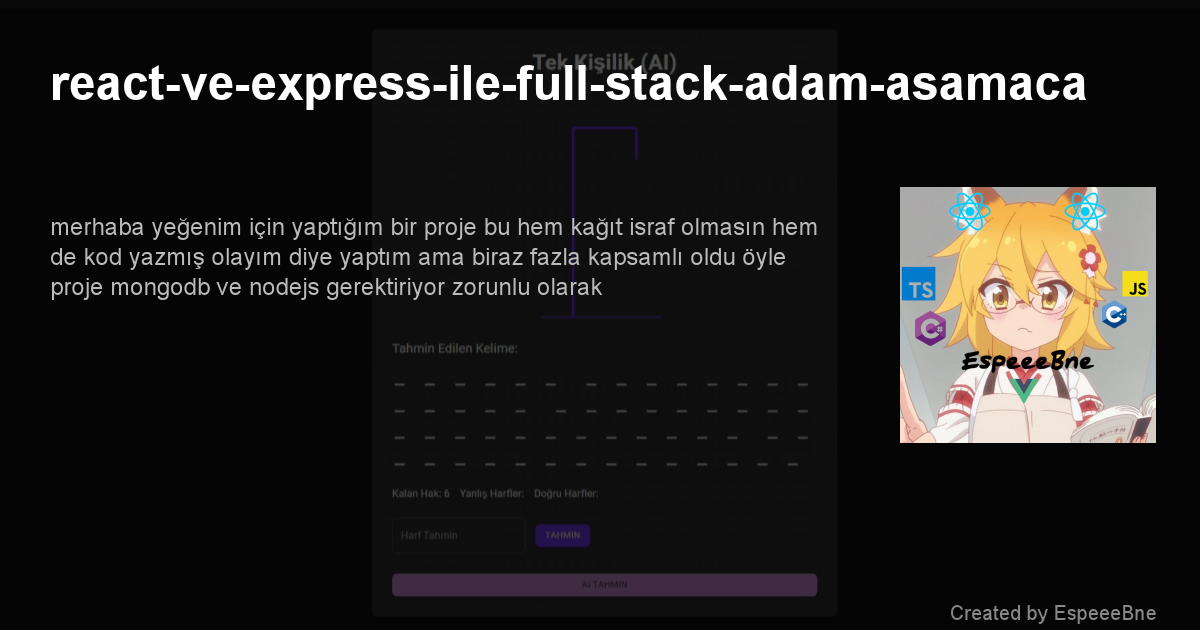 Tek Kişilik (AI)
react-ve-express-ile-full-stack-adam-asamaca
merhaba yeğenim için yaptığım bir proje bu hem kağıt israf olmasın hem
de kod yazmış olayım diye yaptım ama biraz fazla kapsamlı oldu öyle
proje mongodb ve nodejs gerektiriyor zorunlu olarak
TS
JS
C#
C++
EspeeeBne
Tahmin Edilen Kelime:
Kalan Hak: 6 Yanlış Harfler: Doğru Harfler:
Harf Tahmin
TAHMIN
AI TAHMIN
Created by EspeeeBne